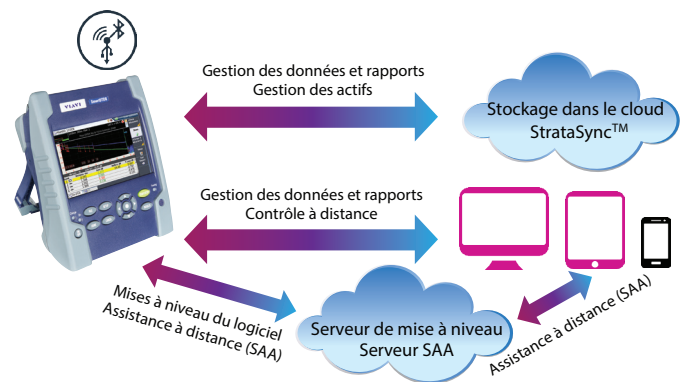 VIAVI
Gestion des données et rapports
Gestion des actifs
Stockage dans le cloud
StrataSync™
Gestion des données et rapports
Contrôle à distance
Mises à niveau du logiciel
Assistance à distance (SAA)
Serveur de mise à niveau
Serveur SAA
Assistance à distance (SAA)